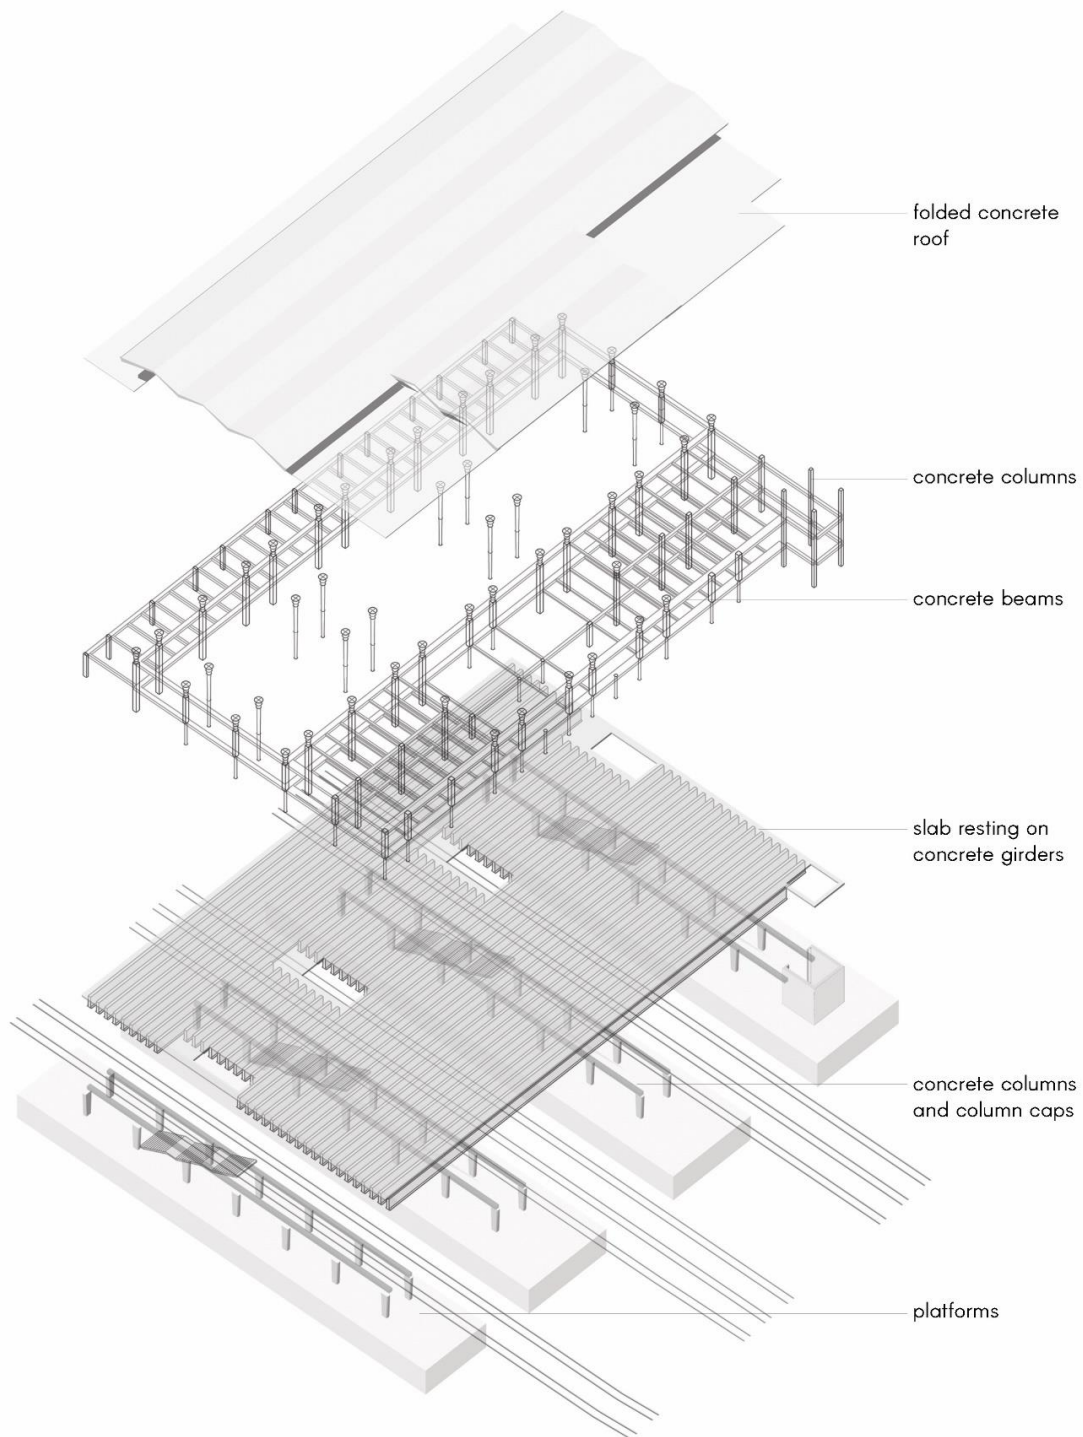 folded concrete
roof
concrete columns
concrete beams
slab resting on
concrete girders
concrete columns
and column caps
platforms